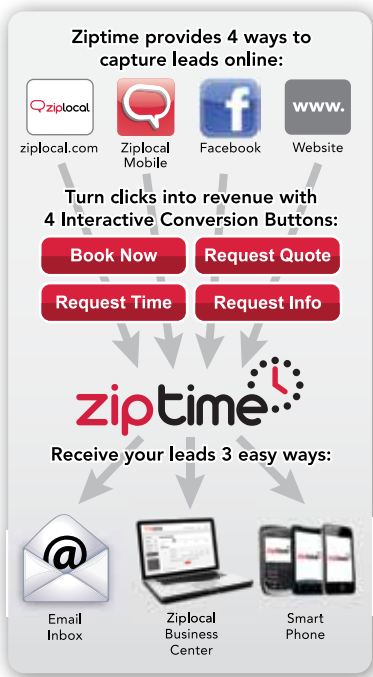 Ziptime provides 4 ways to
capture leads online:
ziplocal
www.
ziplocal.com
Ziplocal
Mobile
Facebook
Website
Turn clicks into revenue with
4 Interactive Conversion Buttons:
Book Now
Request Quote
Request Time
Request Info
ziptime
Receive your leads 3 easy ways:
@
Email
Inbox
Ziplocal
Business
Center
Smart
Phone